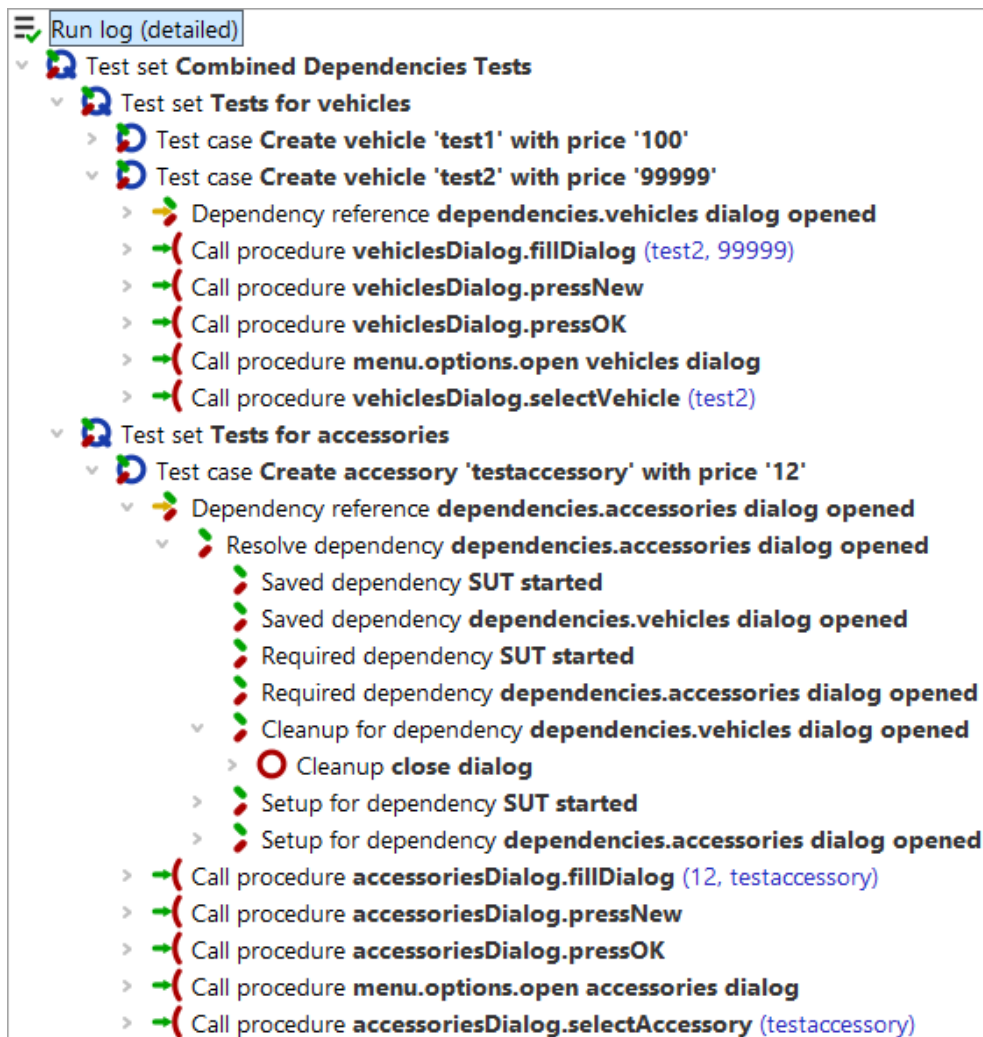 Run log (detailed)
Test set Combined Dependencies Tests
Test set Tests for vehicles
Test case Create vehicle 'test1' with price '100'
Test case Create vehicle 'test2' with price '99999'
Dependency reference dependencies.vehicles dialog opened
Call procedure vehiclesDialog.fillDialog (test2, 99999)
Call procedure vehiclesDialog.pressNew
Call procedure vehiclesDialog.pressOK
Call procedure menu.options.open vehicles dialog
Call procedure vehiclesDialog.selectVehicle (test2)
Test set Tests for accessories
Test case Create accessory 'testaccessory' with price '12'
Dependency reference dependencies.accessories dialog opened
Resolve dependency dependencies.accessories dialog opened
Saved dependency SUT started
Saved dependency dependencies.vehicles dialog opened
Required dependency SUT started
Required dependency dependencies.accessories dialog opened
Cleanup for dependency dependencies.vehicles dialog opened
Cleanup close dialog
Setup for dependency SUT started
Setup for dependency dependencies.accessories dialog opened
Call procedure accessoriesDialog.fillDialog (12, testaccessory)
Call procedure accessoriesDialog.pressNew
Call procedure accessoriesDialog.pressOK
Call procedure menu.options.open accessories dialog
Call procedure accessoriesDialog.selectAccessory (testaccessory)